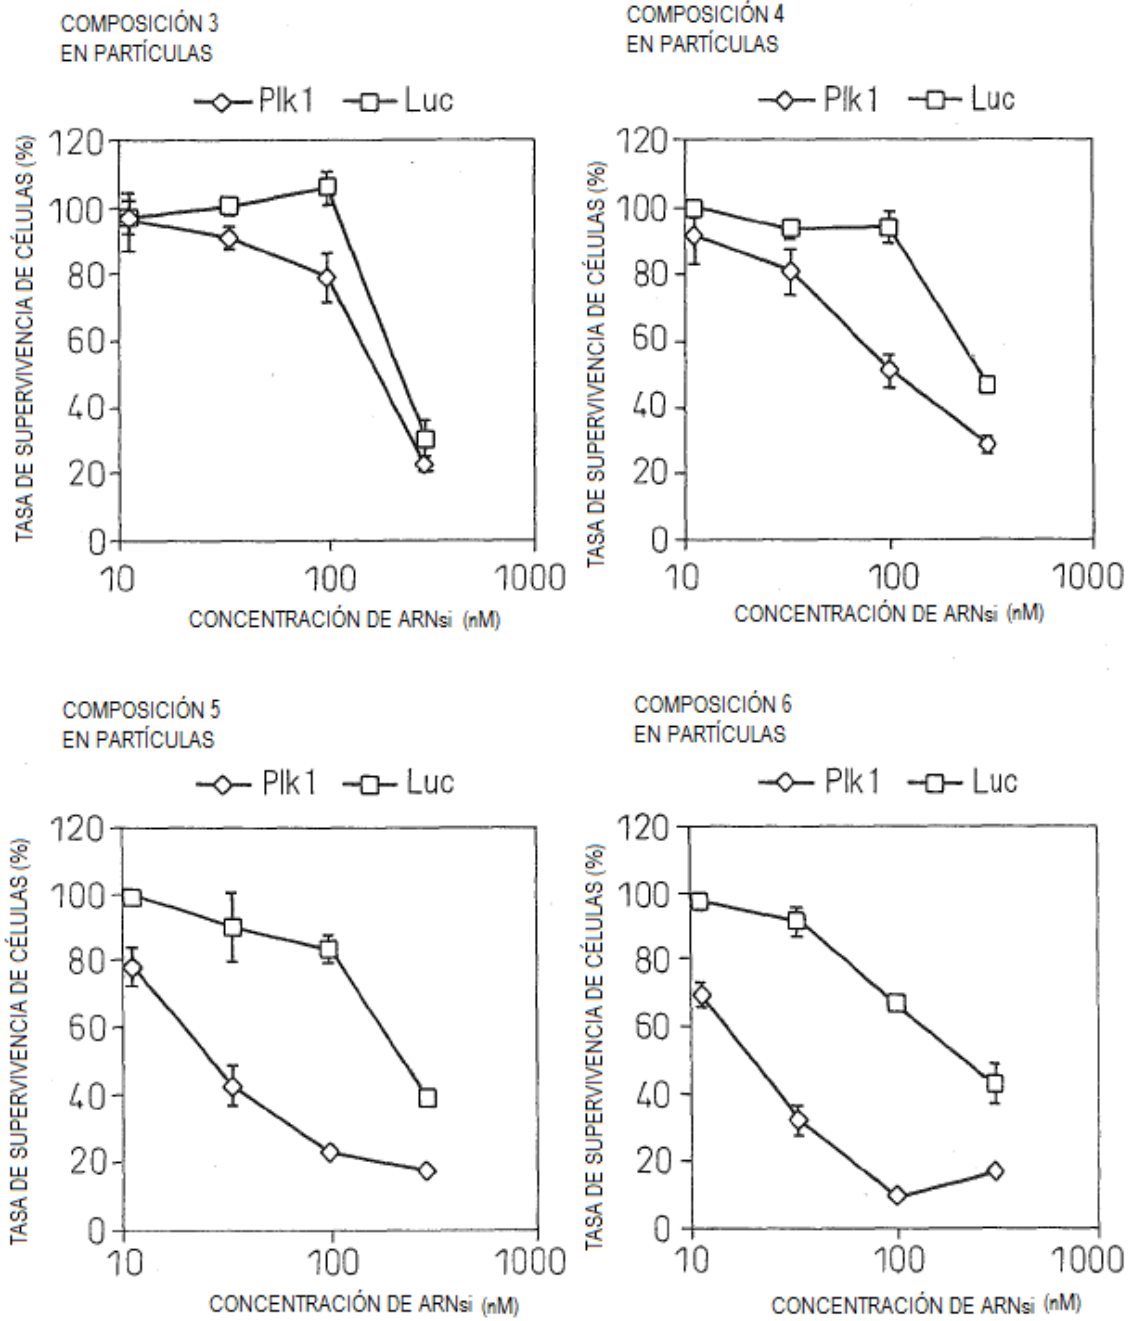 COMPOSICIÓN 3
EN PARTÍCULAS
Plk1 Luc
TASA DE SUPERVIVENCIA DE CÉLULAS (%)
120
100
80
60
40
20
0
10 100 1000
CONCENTRACIÓN DE ARNsi (nM)
COMPOSICIÓN 4
EN PARTÍCULAS
Plk1 Luc
TASA DE SUPERVIVENCIA DE CÉLULAS (%)
120
100
80
60
40
20
0
10 100 1000
CONCENTRACIÓN DE ARNsi (nM)
COMPOSICIÓN 5
EN PARTÍCULAS
Plk1 Luc
TASA DE SUPERVIVENCIA DE CÉLULAS (%)
120
100
80
60
40
20
0
10 100 1000
CONCENTRACIÓN DE ARNsi (nM)
COMPOSICIÓN 6
EN PARTÍCULAS
Plk1 Luc
TASA DE SUPERVIVENCIA DE CÉLULAS (%)
120
100
80
60
40
20
0
10 100 1000
CONCENTRACIÓN DE ARNsi (nM)